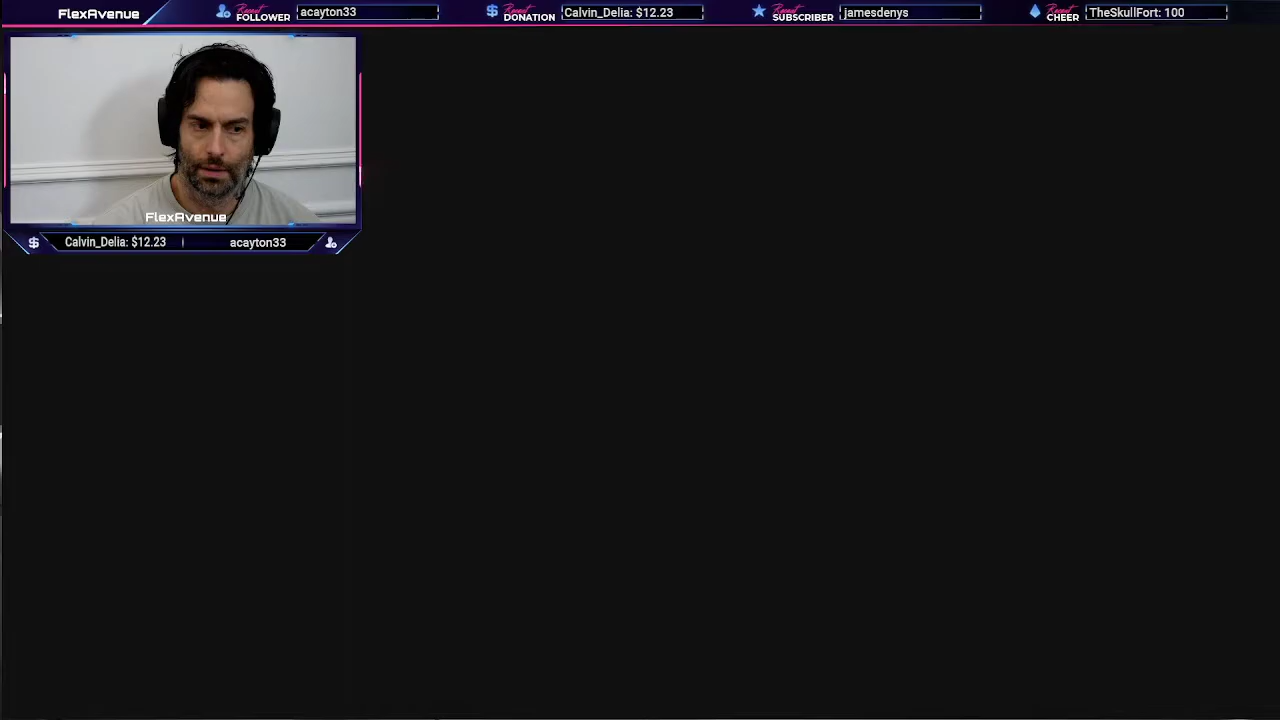 FlexAvenue
Recent FOLLOWER acayton33
Recent DONATION Calvin_Delia: $12.23
Recent SUBSCRIBER jamesdenys
Recent CHEER TheSkullFort: 100
FlexAvenue
$ Calvin_Delia: $12.23 | acayton33